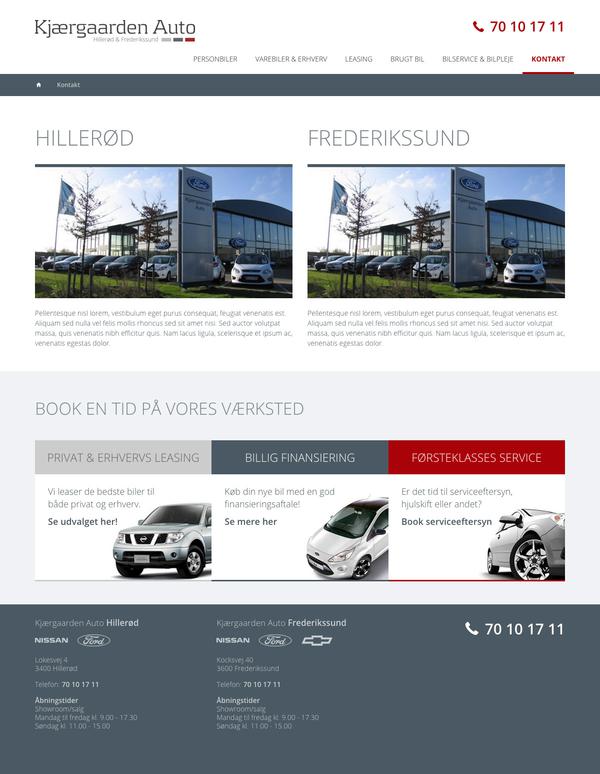 Kjærgaarden Auto
Hillerød & Frederikssund
70 10 17 11
PERSONBILER
VAREBILER & ERHVERV
LEASING
BRUGT BIL
BILSERVICE & BILPLEJE
KONTAKT
Kontakt
HILLERØD
FREDERIKSSUND
Ford
Kjærgaarden
Auto
Ford
Kjærgaarden
Auto
Pellentesque nisl lorem, vestibulum eget purus consequat, feugiat venenatis est.
Aliquam sed nulla vel felis mollis rhoncus sed sit amet nisi. Sed auctor volutpat
massa, quis venenatis nibh efficitur quis. Nam lacus ligula, scelerisque et ipsum ac,
venenatis egestas dolor.
Pellentesque nisl lorem, vestibulum eget purus consequat, feugiat venenatis est.
Aliquam sed nulla vel felis mollis rhoncus sed sit amet nisi. Sed auctor volutpat
massa, quis venenatis nibh efficitur quis. Nam lacus ligula, scelerisque et ipsum ac,
venenatis egestas dolor.
BOOK EN TID PÅ VORES VÆRKSTED
PRIVAT & ERHVERVS LEASING
Vi leaser de bedste biler til
både privat og erhverv.
Se udvalget her!
BILLIG FINANSIERING
Køb din nye bil med en god
finansieringsaftale!
Se mere her
FØRSTEKLASSES SERVICE
Er det tid til serviceeftersyn,
hjulskift eller andet?
Book serviceeftersyn
Kjærgaarden Auto Hillerød
NISSAN
Ford
Lokesvej 4
3400 Hillerød
Telefon: 70 10 17 11
Åbningstider
Showroom/salg
Mandag til fredag kl. 9.00 - 17.30
Søndag kl. 11.00 - 15.00
Kjærgaarden Auto Frederikssund
NISSAN
Ford
Kocksvej 40
3600 Frederikssund
Telefon: 70 10 17 11
Åbningstider
Showroom/salg
Mandag til fredag kl. 9.00 - 17.30
Søndag kl. 11.00 - 15.00
70 10 17 11